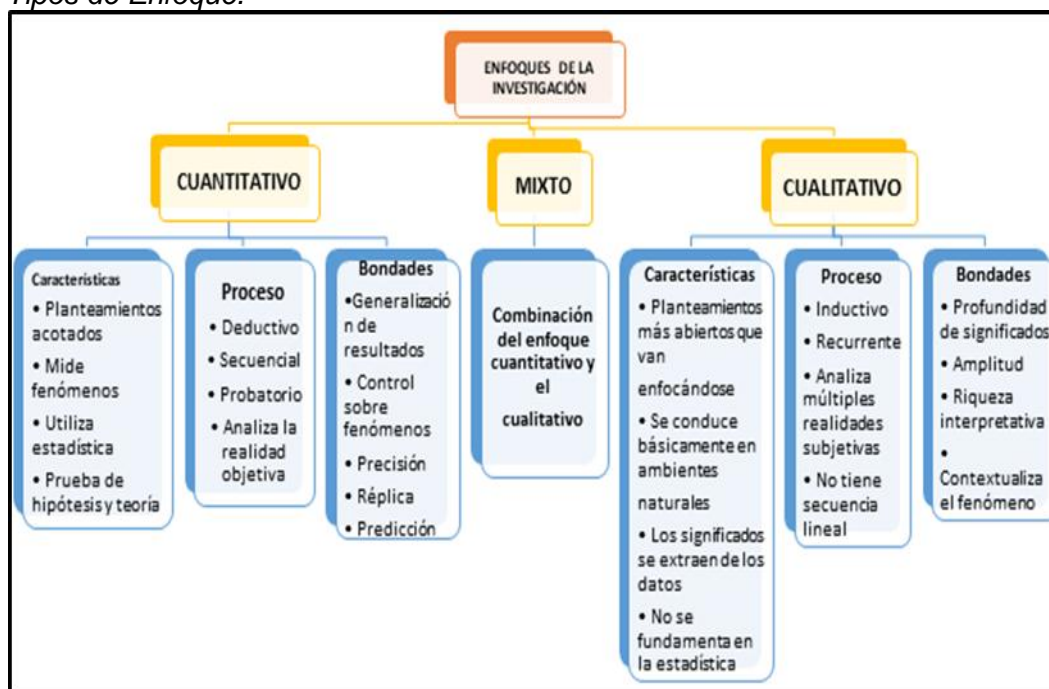 Tipos de Enfoque.
ENFOQUES DE LA
INVESTIGACIÓN
CUANTITATIVO
MIXTO
CUALITATIVO
Características
• Planteamientos
acotados
• Mide
fenómenos
• Utiliza
estadística
• Prueba de
hipótesis y teoría
Proceso
• Deductivo
• Secuencial
• Probatorio
• Analiza la
realidad
objetiva
Bondades
•Generalizació
n de
resultados
• Control
sobre
fenómenos
• Precisión
• Réplica
• Predicción
Combinación
del enfoque
cuantitativo y
el
cualitativo
Características
• Planteamientos
más abiertos que
van
enfocándose
• Se conduce
básicamente en
ambientes
naturales
• Los significados
se extraen de los
datos
• No se
fundamenta en
la estadística
Proceso
• Inductivo
• Recurrente
• Analiza
múltiples
realidades
subjetivas
• No tiene
secuencia
lineal
Bondades
• Profundidad
de significados
• Amplitud
• Riqueza
interpretativa
•
Contextualiza
el fenómeno